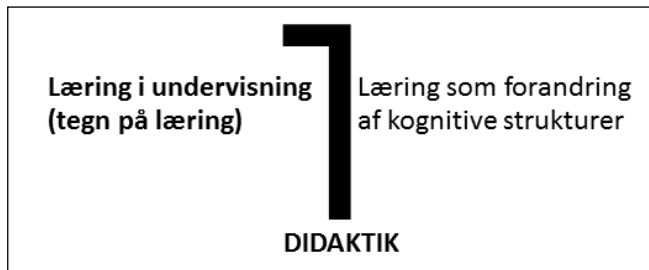 Læring i undervisning
(tegn på læring)
Læring som forandring
af kognitive strukturer
DIDAKTIK